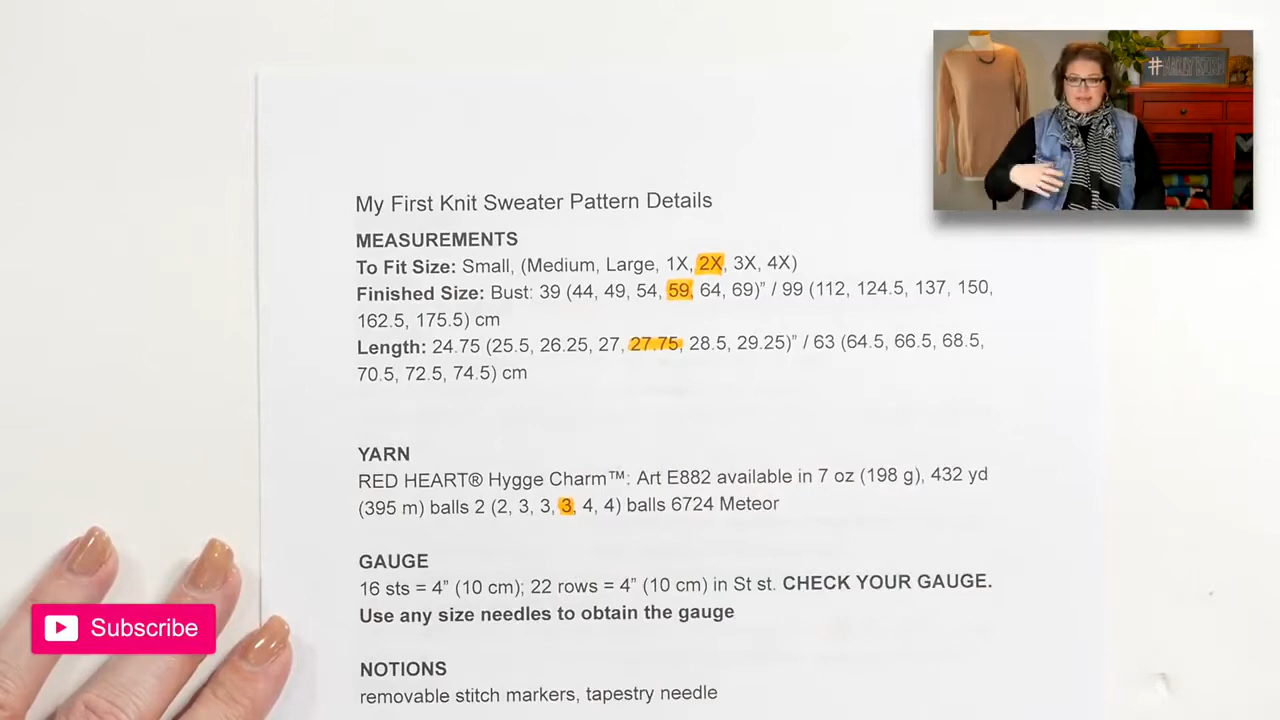 My First Knit Sweater Pattern Details
MEASUREMENTS
To Fit Size: Small, (Medium, Large, 1X, 2X, 3X, 4X)
Finished Size: Bust: 39 (44, 49, 54, 59, 64, 69)” / 99 (112, 124.5, 137, 150,
162.5, 175.5) cm
Length: 24.75 (25.5, 26.25, 27, 27.75, 28.5, 29.25)” / 63 (64.5, 66.5, 68.5,
70.5, 72.5, 74.5) cm
YARN
RED HEART® Hygge Charm™: Art E882 available in 7 oz (198 g), 432 yd
(395 m) balls 2 (2, 3, 3, 3, 4, 4) balls 6724 Meteor
GAUGE
16 sts = 4” (10 cm); 22 rows = 4” (10 cm) in St st. CHECK YOUR GAUGE.
Use any size needles to obtain the gauge
NOTIONS
removable stitch markers, tapestry needle
Subscribe